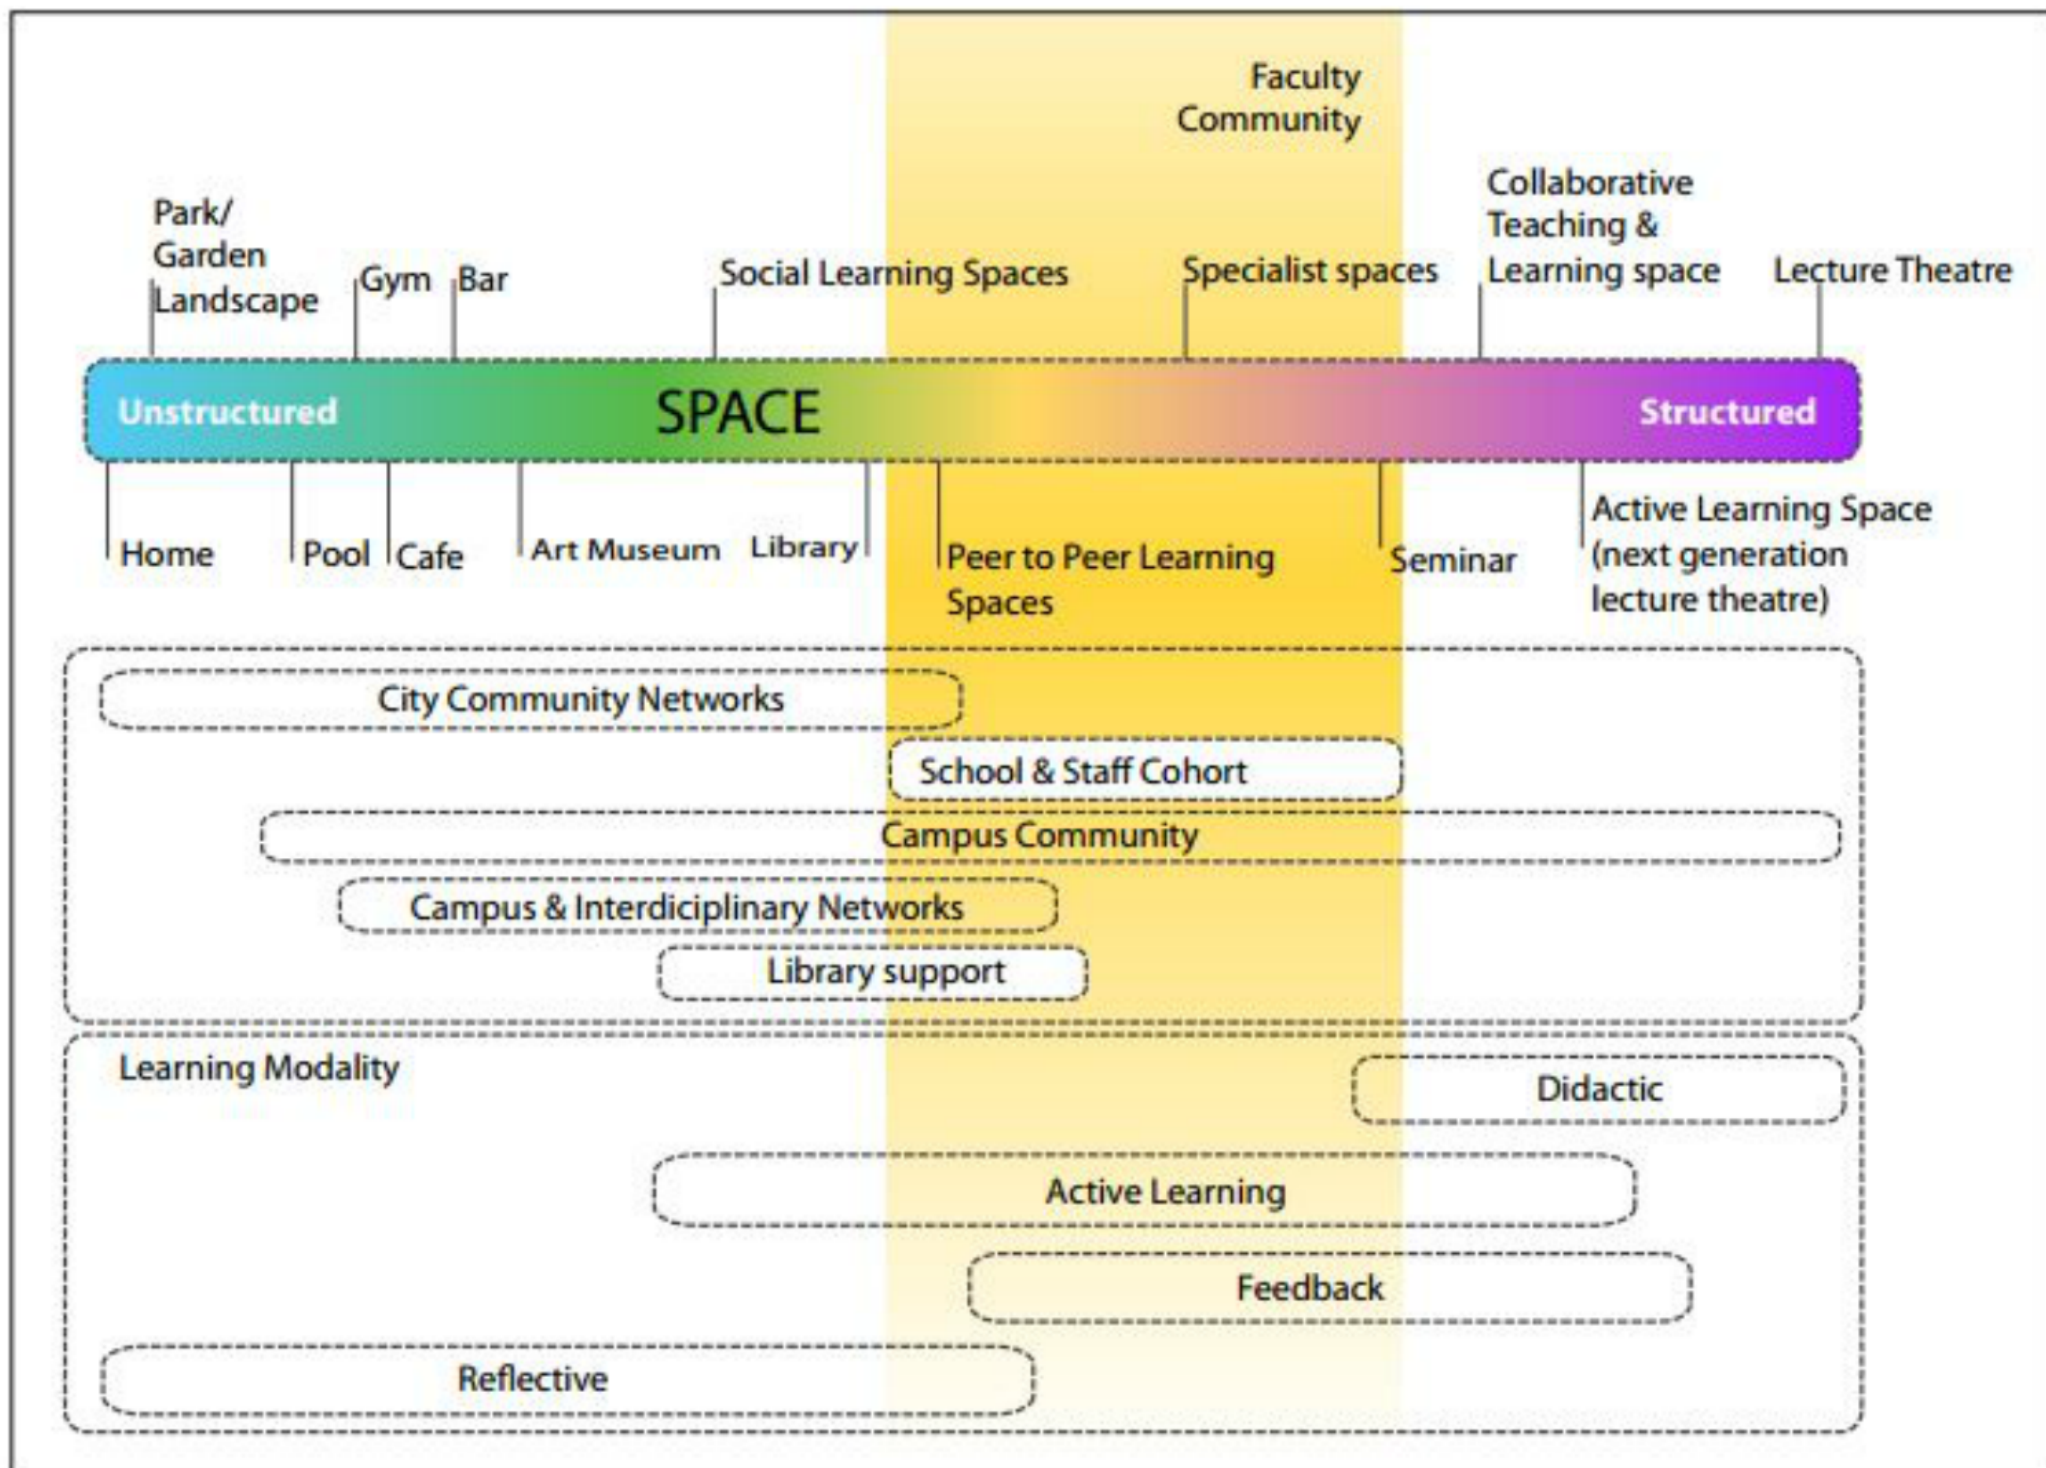 Faculty
Community
Park/
Garden
Landscape
Gym
Bar
Social Learning Spaces
Specialist spaces
Collaborative
Teaching &
Learning space
Lecture Theatre
Unstructured
SPACE
Structured
Home
Pool
Cafe
Art Museum
Library
Peer to Peer Learning
Spaces
Seminar
Active Learning Space
(next generation
lecture theatre)
City Community Networks
School & Staff Cohort
Campus Community
Campus & Interdiciplinary Networks
Library support
Learning Modality
Didactic
Active Learning
Feedback
Reflective